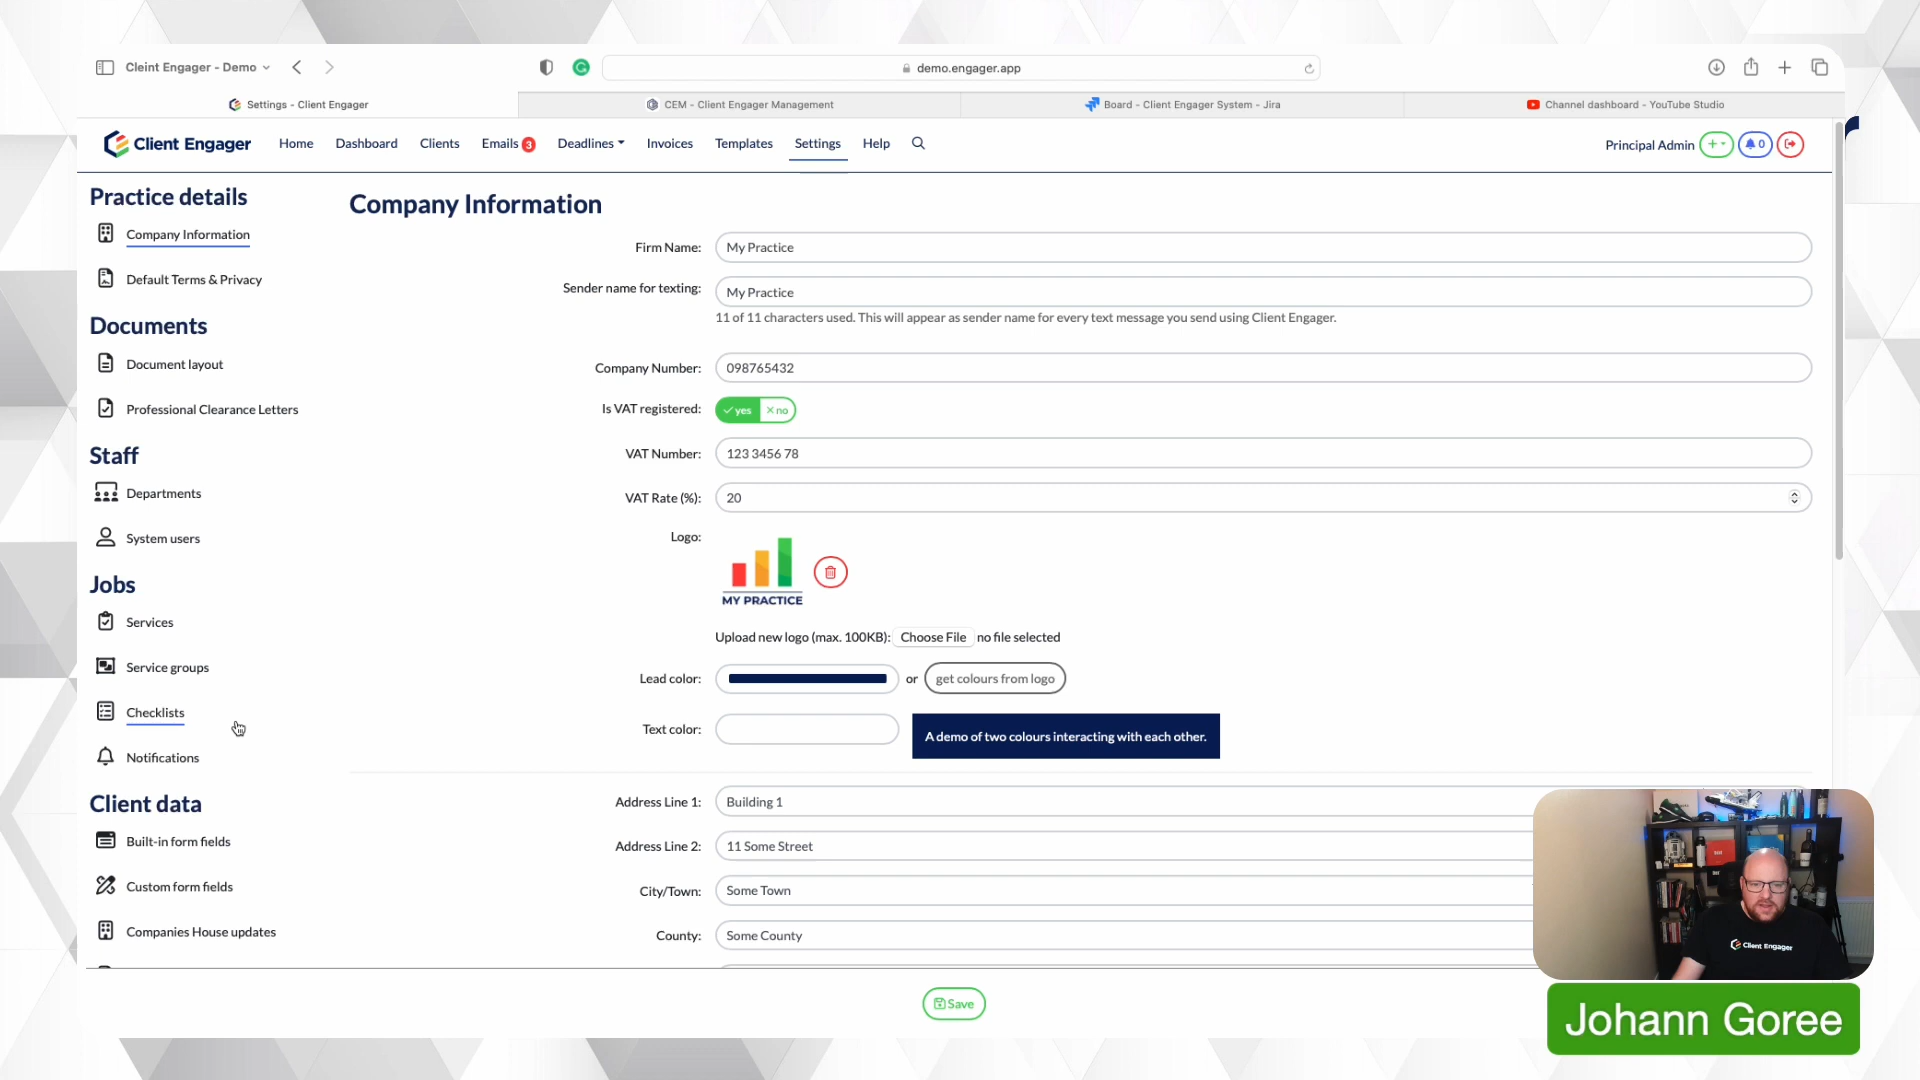 Cleint Engager - Demo
demo.engager.app
Settings - Client Engager
CEM - Client Engager Management
Board - Client Engager System - Jira
Channel dashboard - YouTube Studio
Client Engager
Home
Dashboard
Clients
Emails 3
Deadlines
Invoices
Templates
Settings
Help
Principal Admin
0
Practice details
Company Information
Default Terms & Privacy
Documents
Document layout
Professional Clearance Letters
Staff
Departments
System users
Jobs
Services
Service groups
Checklists
Notifications
Client data
Built-in form fields
Custom form fields
Companies House updates
Company Information
Firm Name: My Practice
Sender name for texting: My Practice
11 of 11 characters used. This will appear as sender name for every text message you send using Client Engager.
Company Number: 098765432
Is VAT registered: yes no
VAT Number: 123 3456 78
VAT Rate (%): 20
Logo:
MY PRACTICE
Upload new logo (max. 100KB): Choose File no file selected
Lead color: or get colours from logo
Text color: A demo of two colours interacting with each other.
Address Line 1: Building 1
Address Line 2: 11 Some Street
City/Town: Some Town
County: Some County
Save
Client Engager
Johann Goree